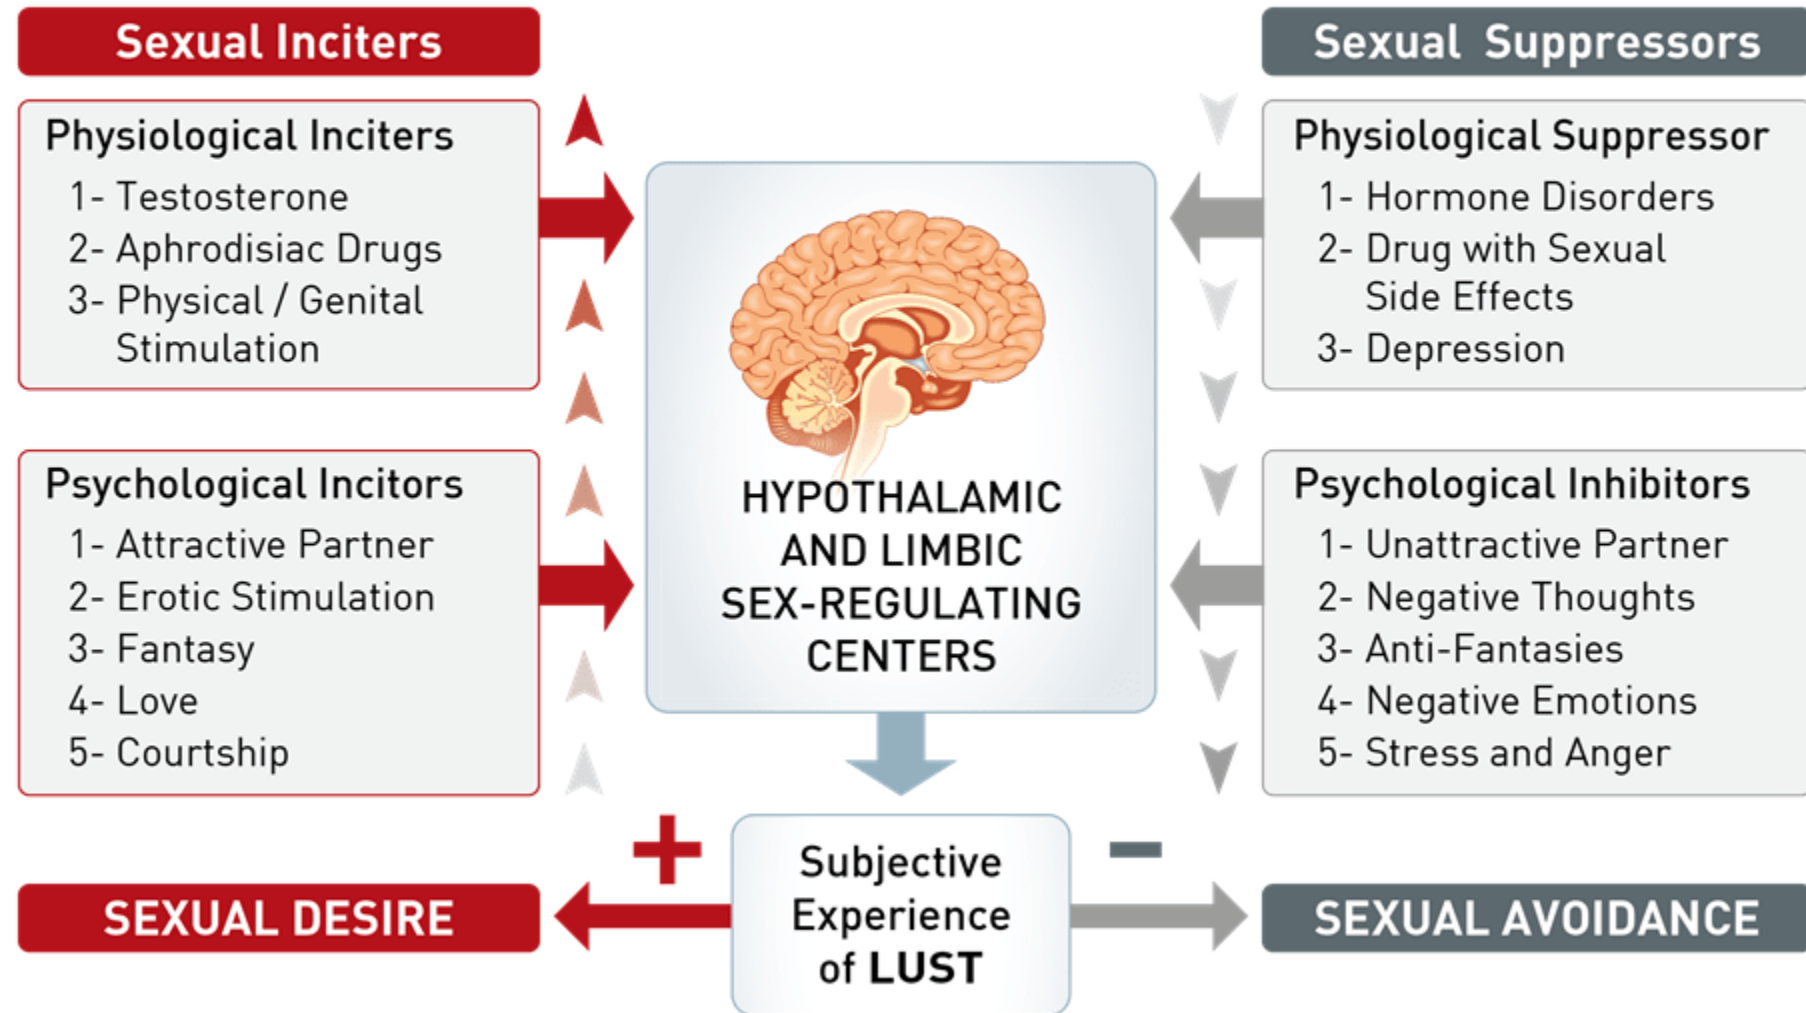 Sexual Inciters
Physiological Inciters
1- Testosterone
2- Aphrodisiac Drugs
3- Physical / Genital
Stimulation
Psychological Incitors
1- Attractive Partner
2- Erotic Stimulation
3- Fantasy
4- Love
5- Courtship
SEXUAL DESIRE
HYPOTHALAMIC
AND LIMBIC
SEX-REGULATING
CENTERS
+
Subjective
Experience
of LUST
–
Sexual Suppressors
Physiological Suppressor
1- Hormone Disorders
2- Drug with Sexual
Side Effects
3- Depression
Psychological Inhibitors
1- Unattractive Partner
2- Negative Thoughts
3- Anti-Fantasies
4- Negative Emotions
5- Stress and Anger
SEXUAL AVOIDANCE